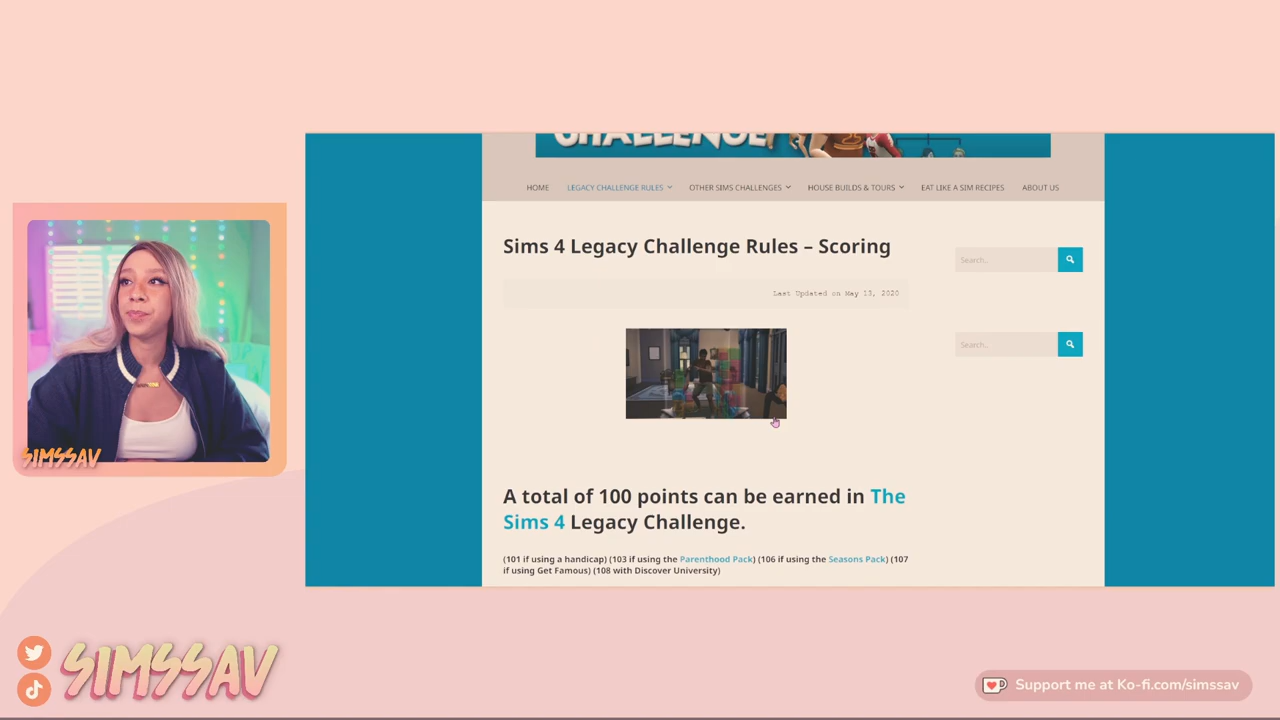 CHALLENGE
HOME LEGACY CHALLENGE RULES OTHER SIMS CHALLENGES HOUSE BUILDS & TOURS EAT LIKE A SIM RECIPES ABOUT US
Sims 4 Legacy Challenge Rules – Scoring
Search...
Last Updated on May 13, 2020
Search...
A total of 100 points can be earned in The
Sims 4 Legacy Challenge.
(101 if using a handicap) (103 if using the Parenthood Pack) (106 if using the Seasons Pack) (107
if using Get Famous) (108 with Discover University)
SIMSSAV
SIMSSAV
Support me at Ko-fi.com/simssav